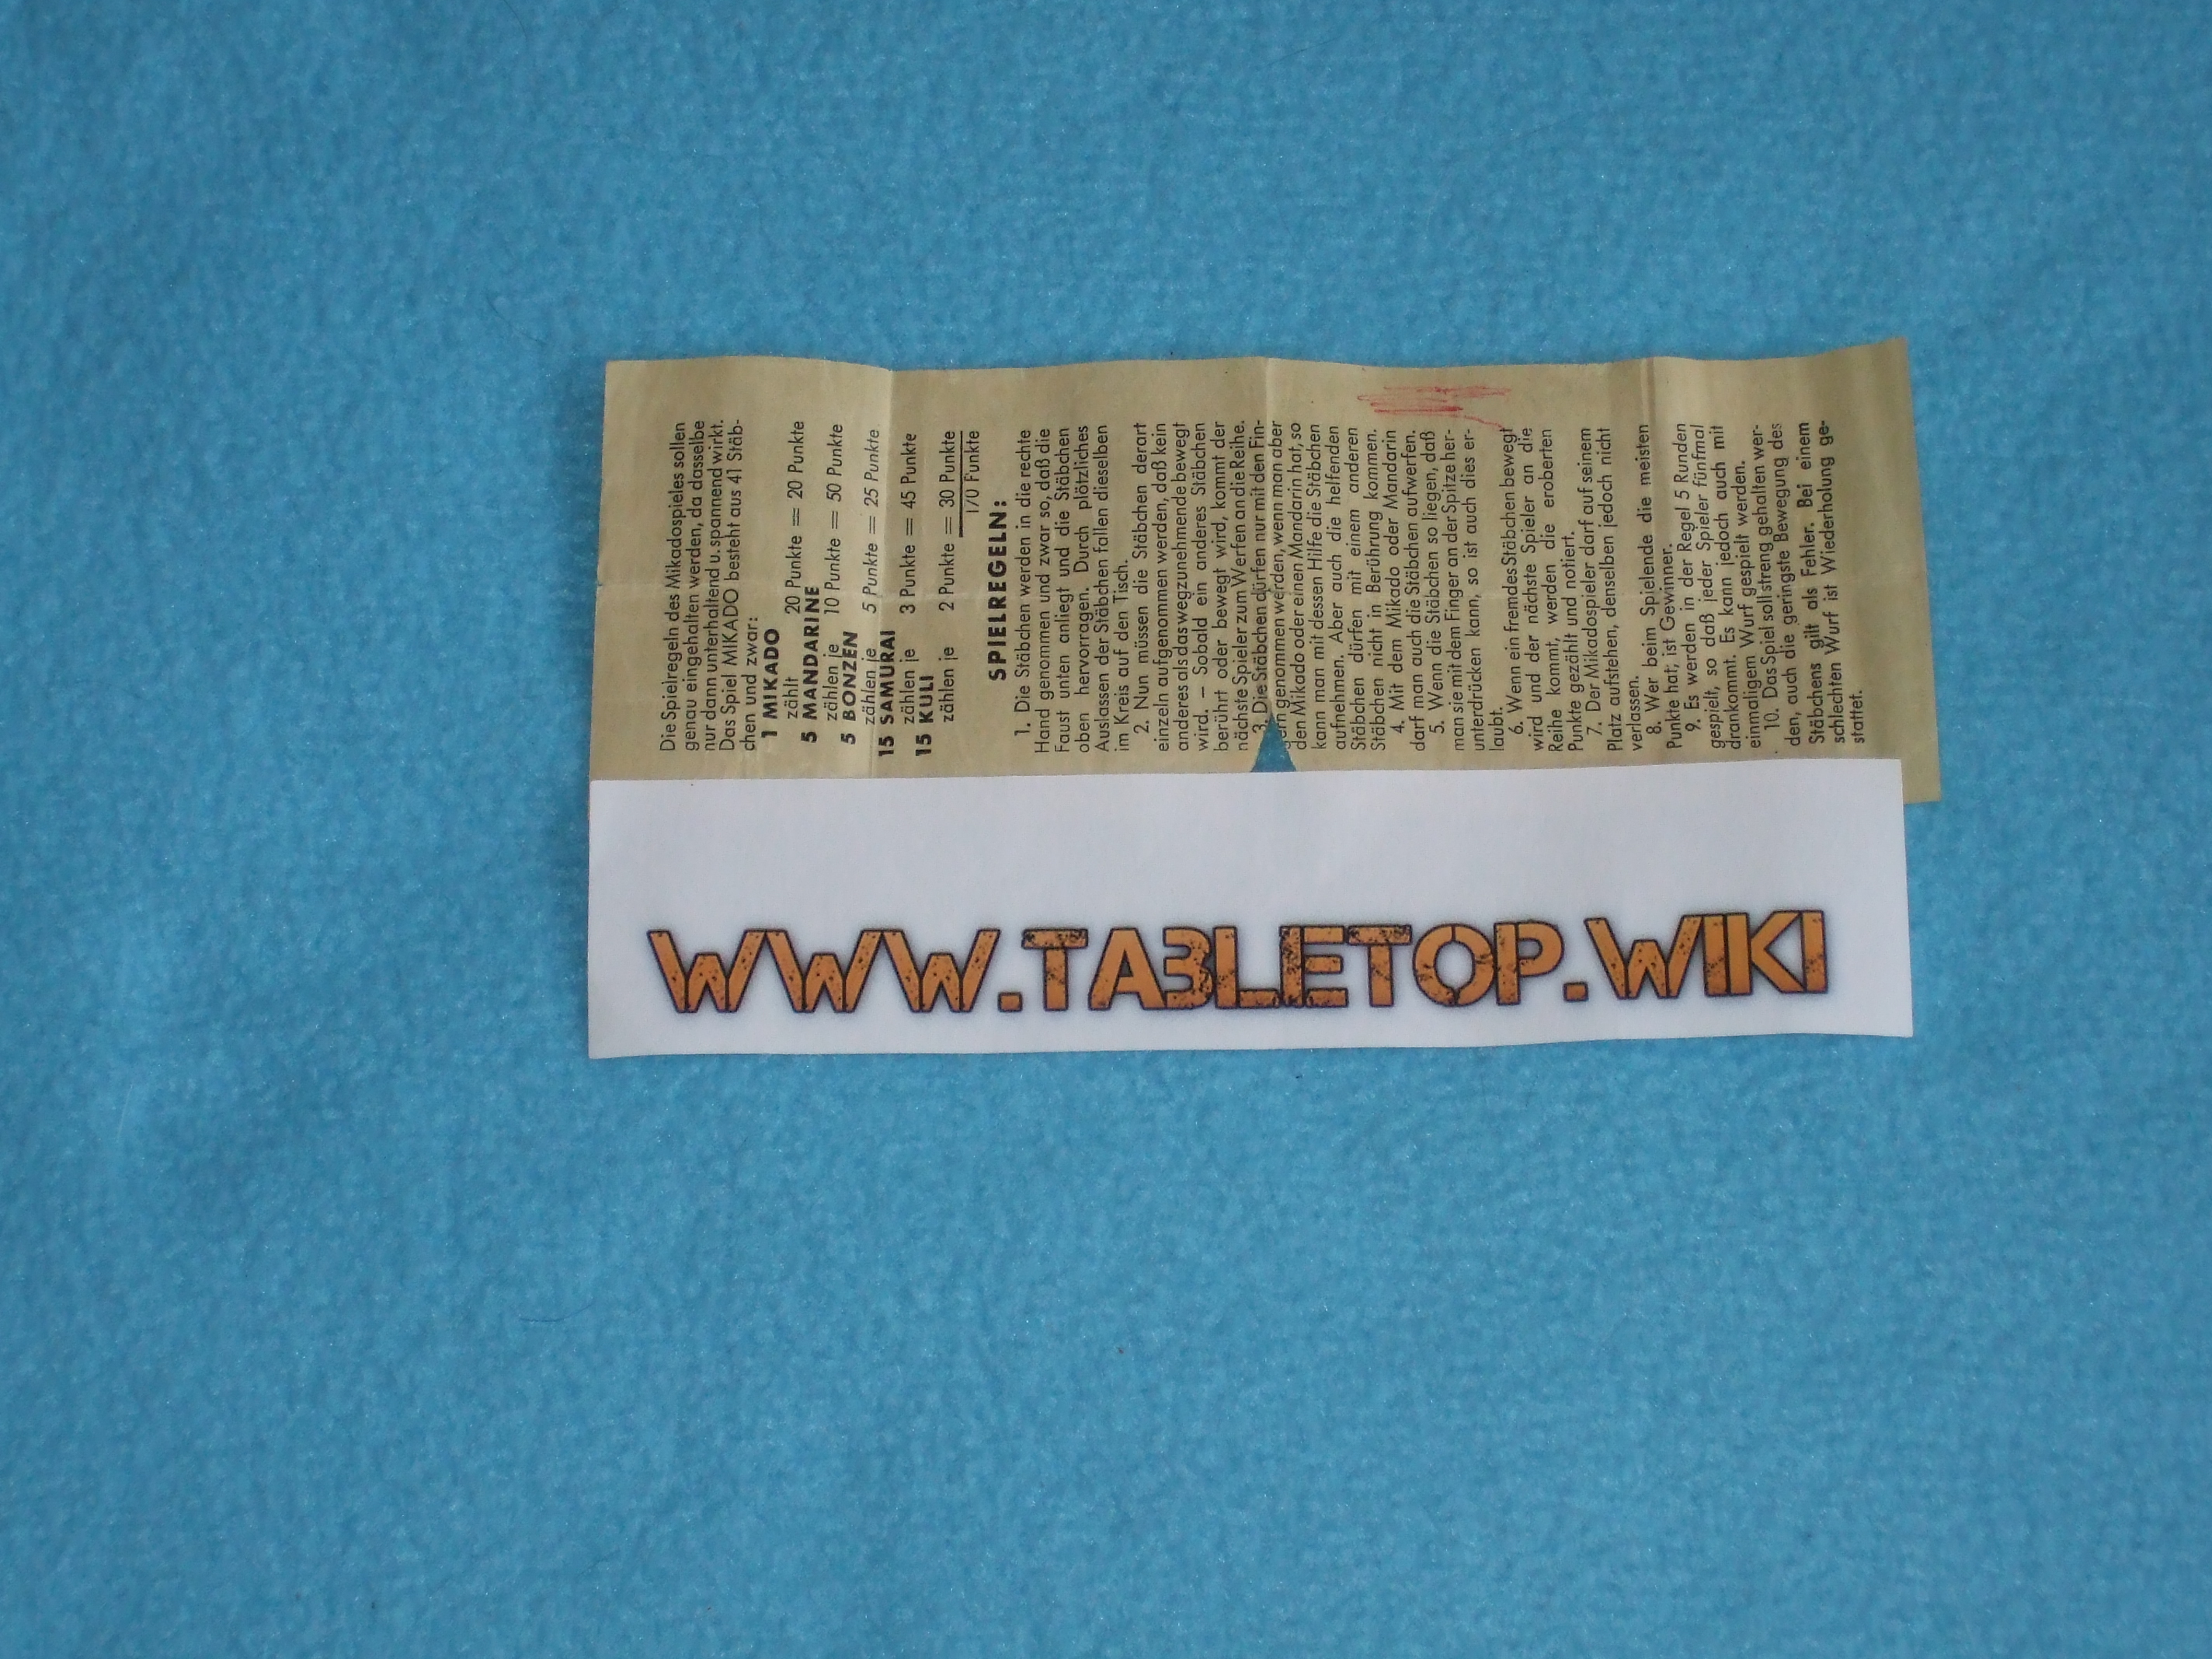 Die Spielregeln des Mikadospieles sollen
genau eingehalten werden, da dasselbe
nur dann unterhaltend u. spannend wirkt.
Das Spiel MIKADO besteht aus 41 Stäb-
chen und zwar:
1 MIKADO
zählt 20 Punkte = 20 Punkte
5 MANDARINE
zählen je 10 Punkte = 50 Punkte
5 BONZEN
zählen je 5 Punkte = 25 Punkte
15 SAMURAI
zählen je 3 Punkte = 45 Punkte
15 KULI
zählen je 2 Punkte = 30 Punkte
170 Punkte
SPIELREGELN:
1. Die Stäbchen werden in die rechte
Hand genommen und zwar so, daß die
Faust unten anliegt und die Stäbchen
oben hervorragen. Durch plötzliches
Auslassen der Stäbchen fallen dieselben
im Kreis auf den Tisch.
2. Nun müssen die Stäbchen derart
einzeln aufgenommen werden, daß kein
anderes als das wegzunehmende bewegt
wird. – Sobald ein anderes Stäbchen
berührt oder bewegt wird, kommt der
nächste Spieler zum Werfen an die Reihe.
3. Die Stäbchen dürfen nur mit den Fin-
gern genommen werden, wenn man aber
den Mikado oder einen Mandarin hat, so
kann man mit dessen Hilfe die Stäbchen
aufnehmen. Aber auch die helfenden
Stäbchen dürfen mit einem anderen
Stäbchen nicht in Berührung kommen.
4. Mit dem Mikado oder Mandarin
darf man auch die Stäbchen aufwerfen.
5. Wenn die Stäbchen so liegen, daß
man sie mit dem Finger an der Spitze her-
unterdrücken kann, so ist auch dies er-
laubt.
6. Wenn ein fremdes Stäbchen bewegt
wird und der nächste Spieler an die
Reihe kommt, werden die eroberten
Punkte gezählt und notiert.
7. Der Mikadospieler darf auf seinem
Platz aufstehen, denselben jedoch nicht
verlassen.
8. Wer beim Spielende die meisten
Punkte hat, ist Gewinner.
9. Es werden in der Regel 5 Runden
gespielt, so daß jeder Spieler fünfmal
drankommt. Es kann jedoch auch mit
einmaligem Wurf gespielt werden.
10. Das Spiel soll streng gehalten wer-
den, auch die geringste Bewegung des
Stäbchens gilt als Fehler. Bei einem
schlechten Wurf ist Wiederholung ge-
stattet.
WWW.TABLETOP.WIKI